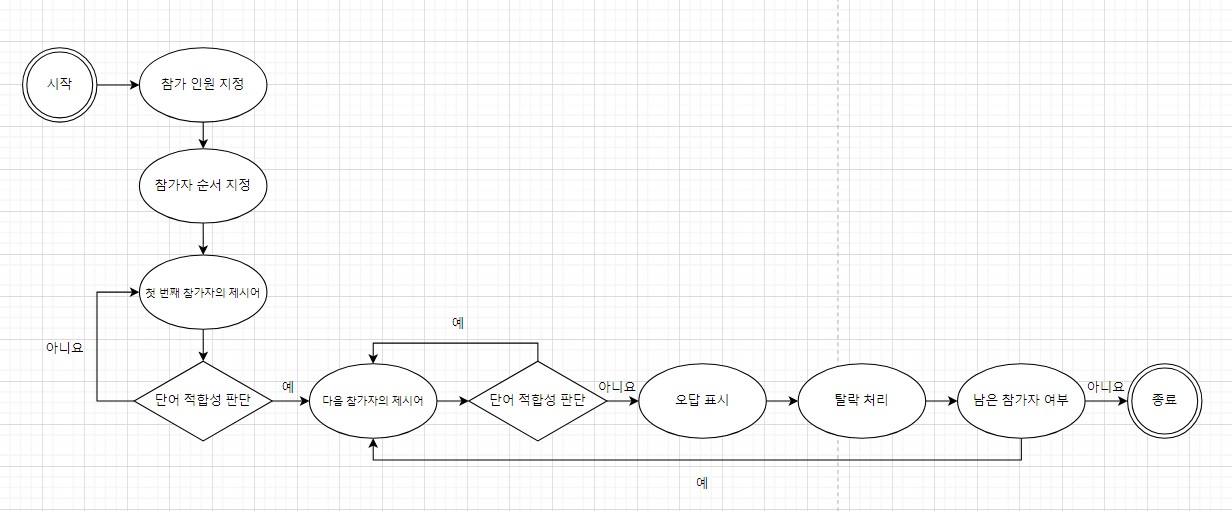 시작
참가 인원 지정
참가자 순서 지정
첫 번째 참가자의 제시어
아니요
단어 적합성 판단
예
다음 참가자의 제시어
예
단어 적합성 판단
아니요
오답 표시
탈락 처리
남은 참가자 여부
아니요
종료
예